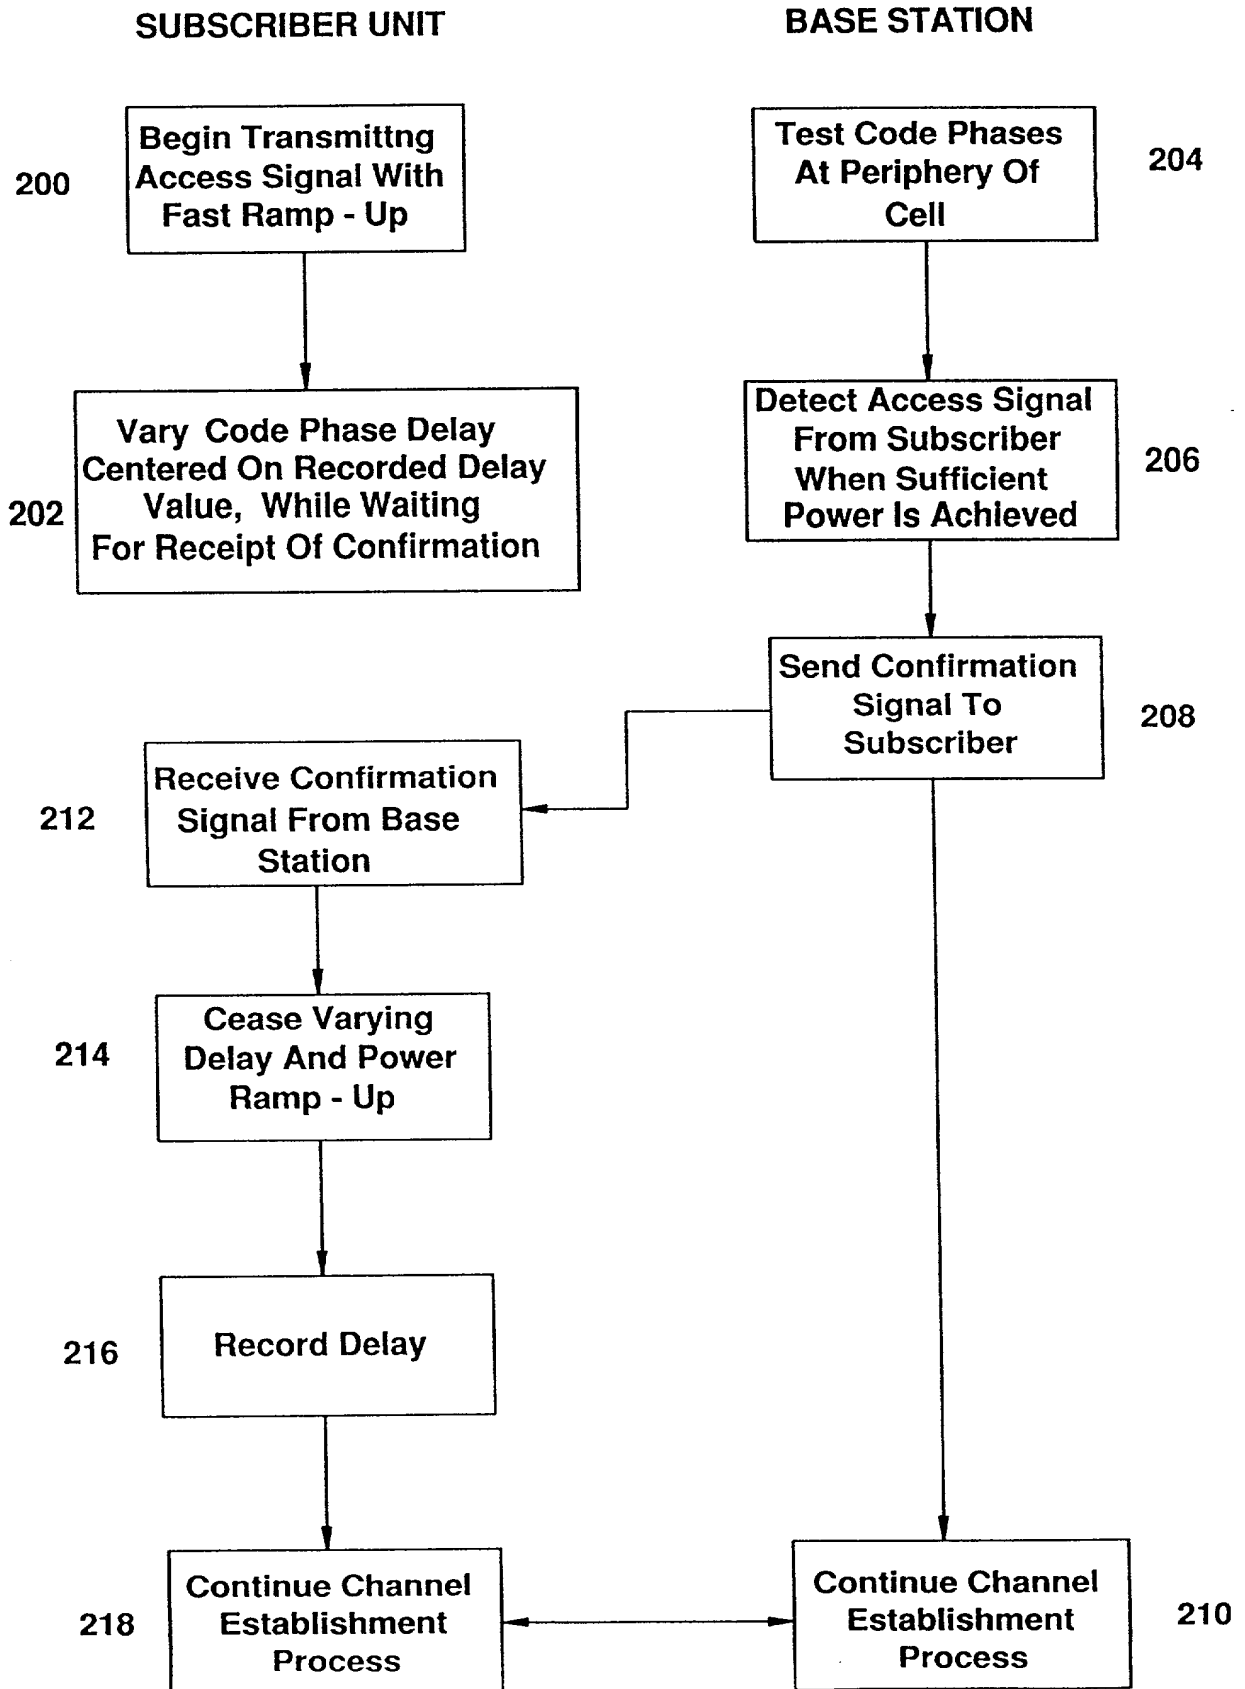 SUBSCRIBER UNIT
BASE STATION
200
Begin Transmittng
Access Signal With
Fast Ramp - Up
Test Code Phases
At Periphery Of
Cell
204
202
Vary Code Phase Delay
Centered On Recorded Delay
Value, While Waiting
For Receipt Of Confirmation
Detect Access Signal
From Subscriber
When Sufficient
Power Is Achieved
206
Send Confirmation
Signal To
Subscriber
208
212
Receive Confirmation
Signal From Base
Station
214
Cease Varying
Delay And Power
Ramp - Up
216
Record Delay
218
Continue Channel
Establishment
Process
Continue Channel
Establishment
Process
210